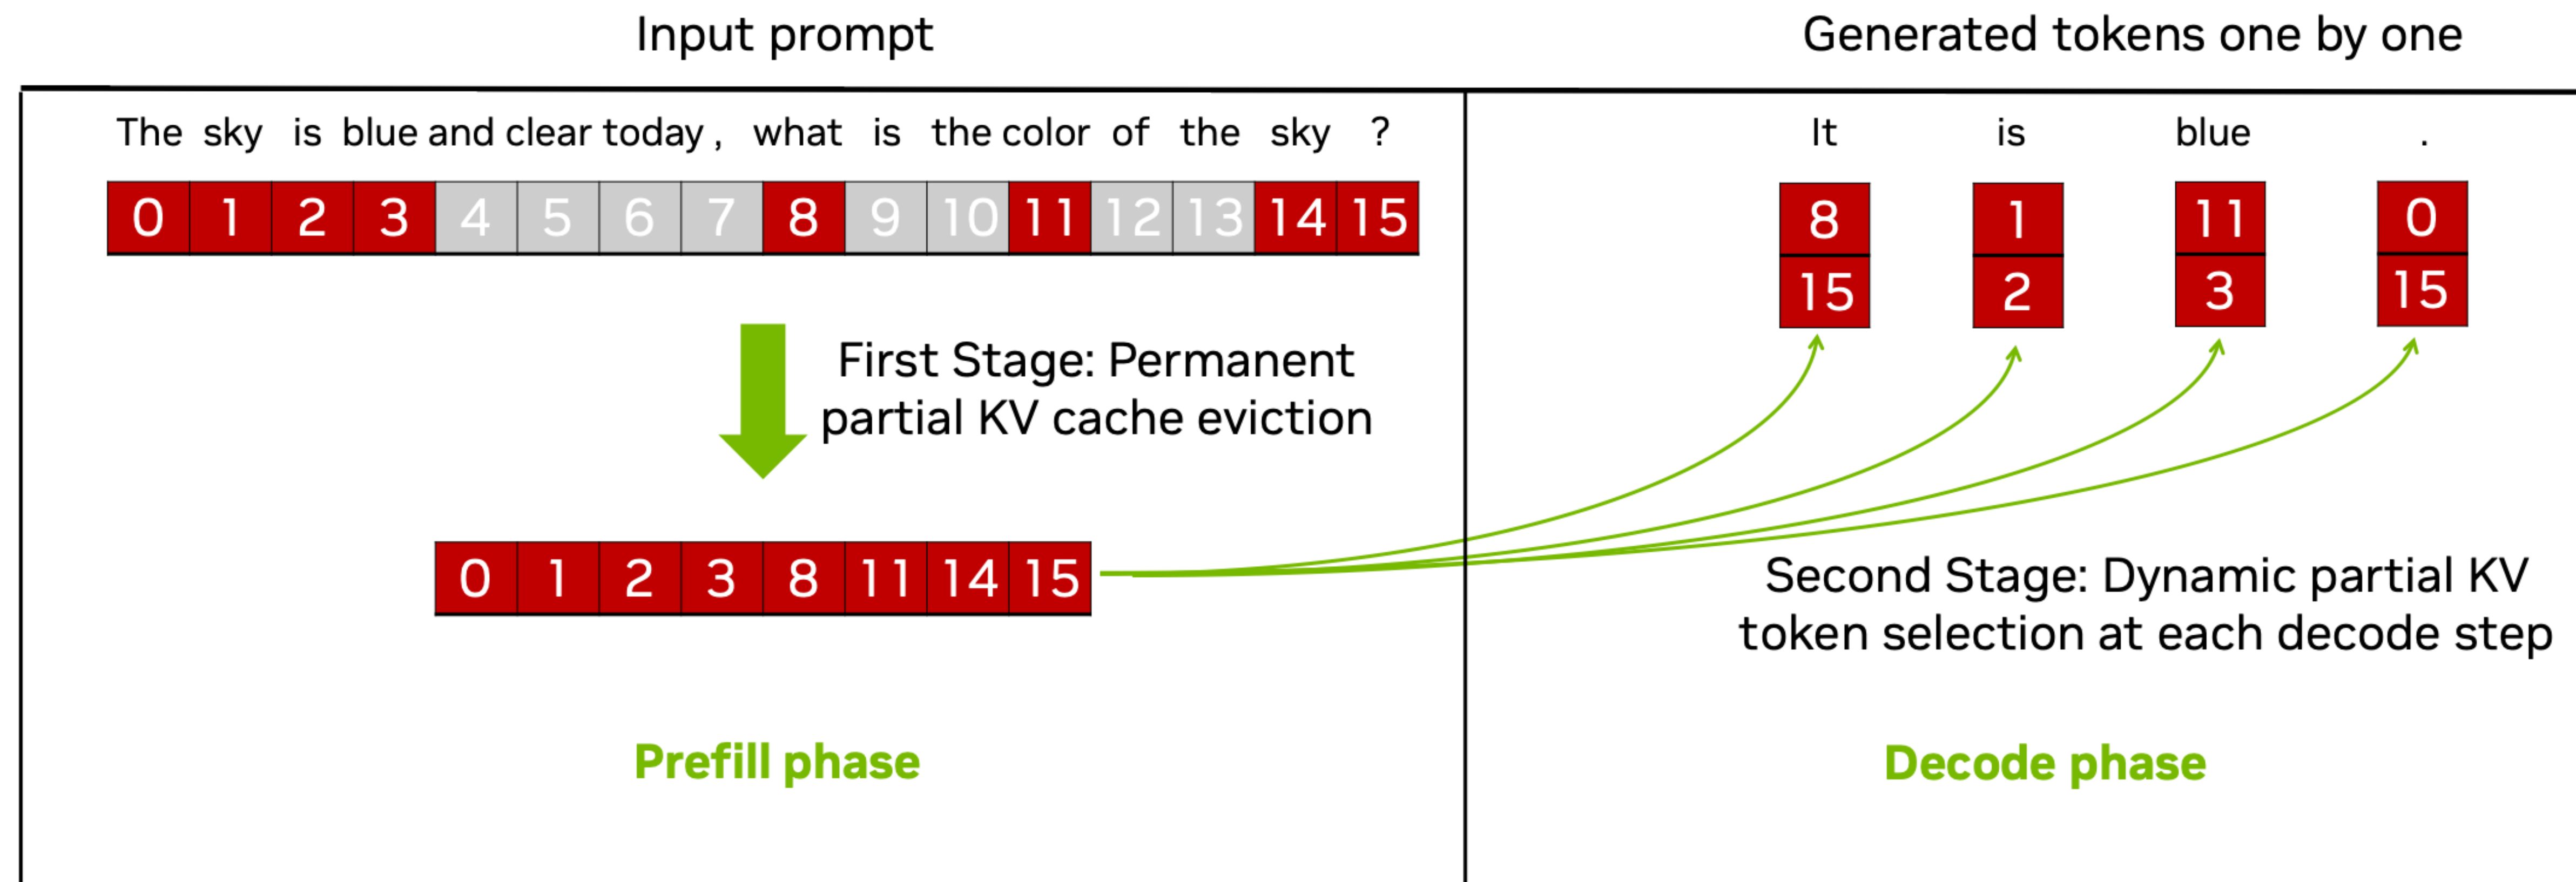 Input prompt
Generated tokens one by one
The sky is blue and clear today , what is the color of the sky ?
0 1 2 3 4 5 6 7 8 9 10 11 12 13 14 15
It is blue .
8 1 11 0
15 2 3 15
First Stage: Permanent
partial KV cache eviction
0 1 2 3 8 11 14 15
Second Stage: Dynamic partial KV
token selection at each decode step
Prefill phase
Decode phase